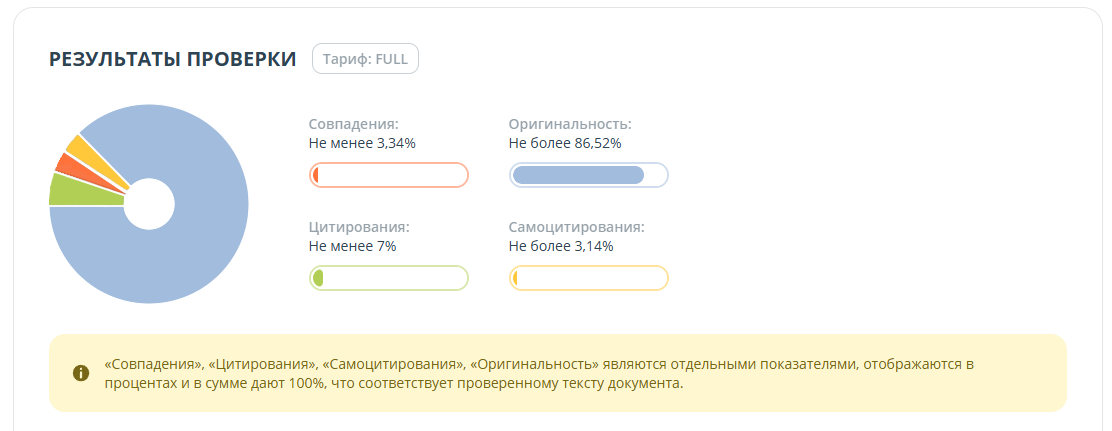 РЕЗУЛЬТАТЫ ПРОВЕРКИ
Тариф: FULL
Совпадения:
Не менее 3,34%
Оригинальность:
Не более 86,52%
Цитирования:
Не менее 7%
Самоцитирования:
Не более 3,14%
«Совпадения», «Цитирования», «Самоцитирования», «Оригинальность» являются отдельными показателями, отображаются в
процентах и в сумме дают 100%, что соответствует проверенному тексту документа.